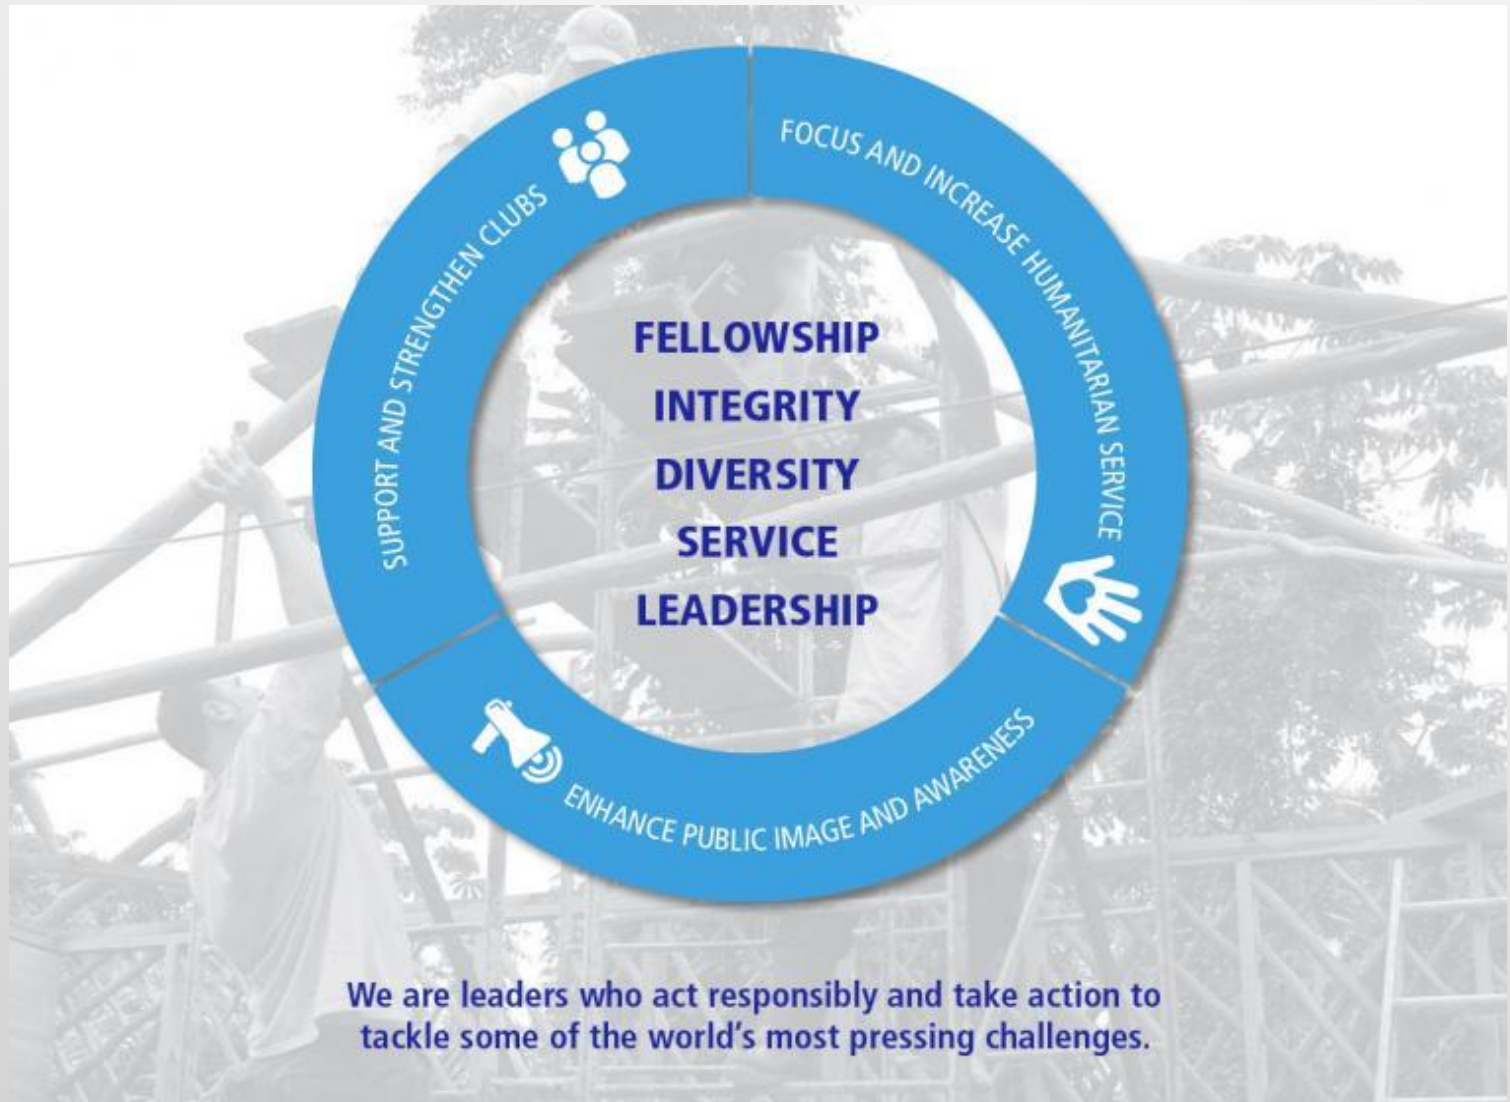 SUPPORT AND STRENGTHEN CLUBS
FOCUS AND INCREASE HUMANITARIAN SERVICE
FELLOWSHIP
INTEGRITY
DIVERSITY
SERVICE
LEADERSHIP
ENHANCE PUBLIC IMAGE AND AWARENESS
We are leaders who act responsibly and take action to
tackle some of the world's most pressing challenges.